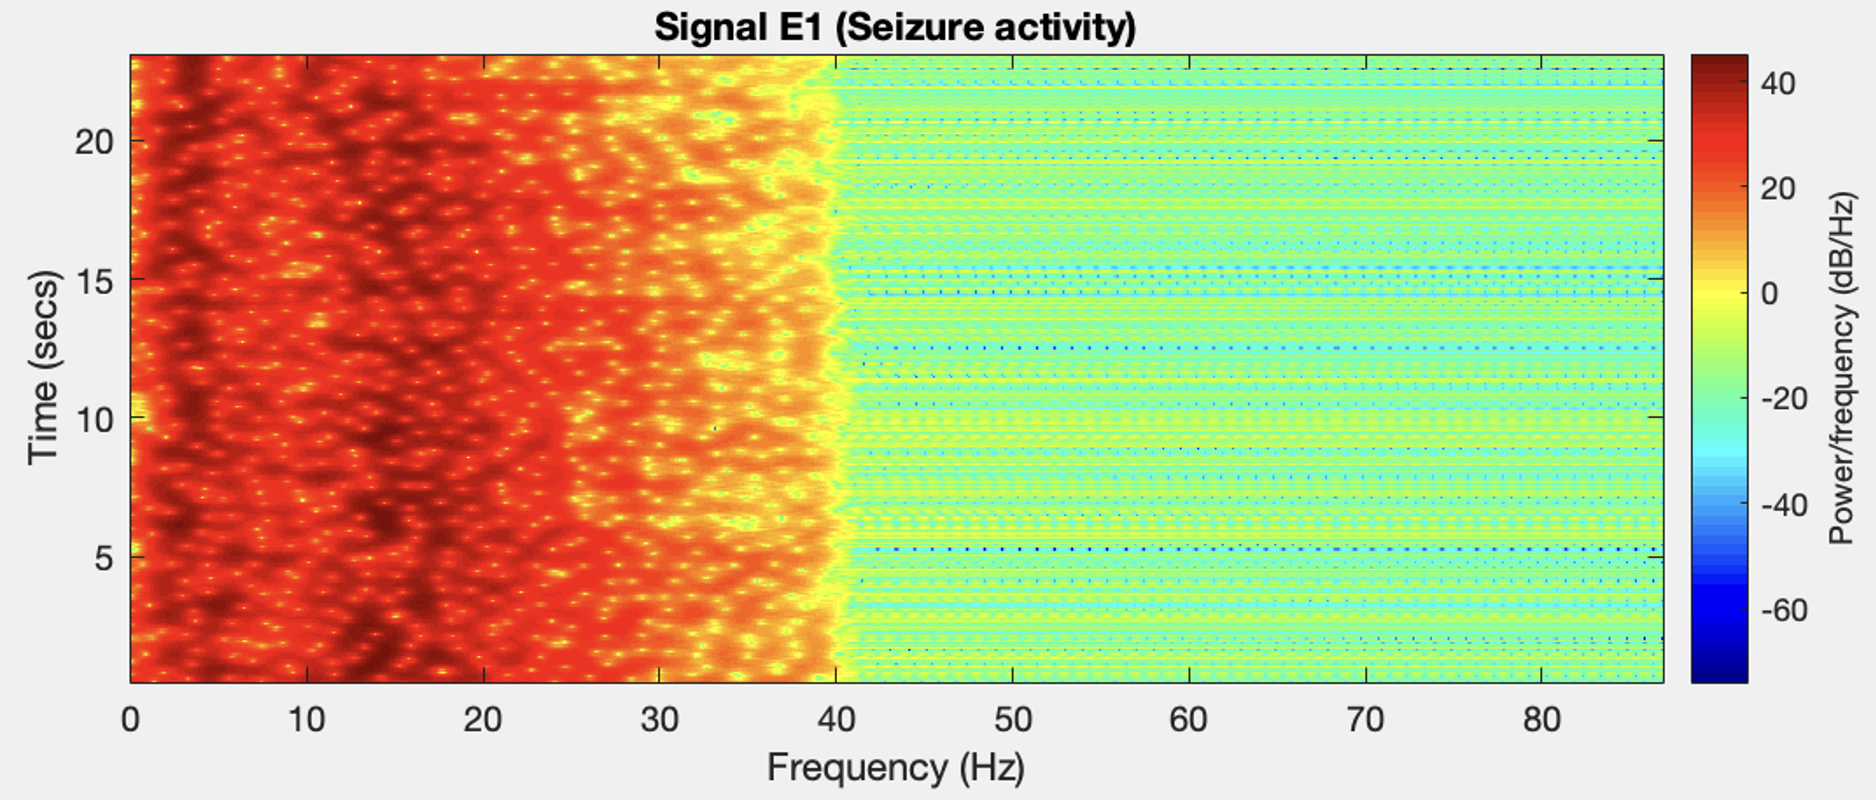 Signal E1 (Seizure activity)
20
15
10
5
Time (secs)
0 10 20 30 40 50 60 70 80
Frequency (Hz)
40
20
0
-20
-40
-60
Power/frequency (dB/Hz)